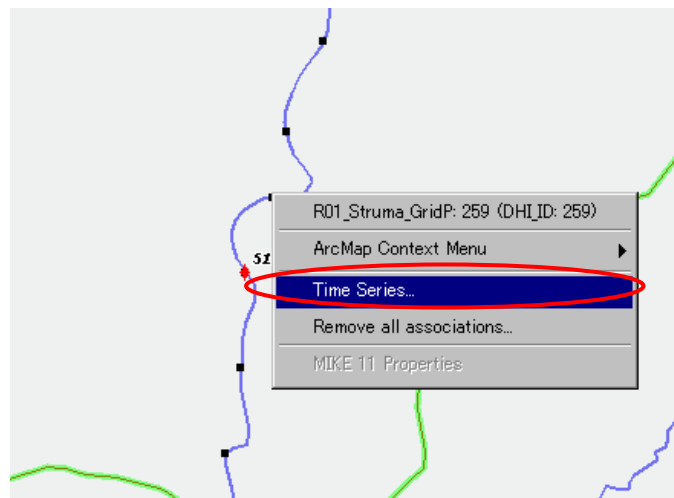 R01_Struma_GridP: 259 (DHI_ID: 259)
ArcMap Context Menu
51
Time Series...
Remove all associations...
MIKE 11 Properties